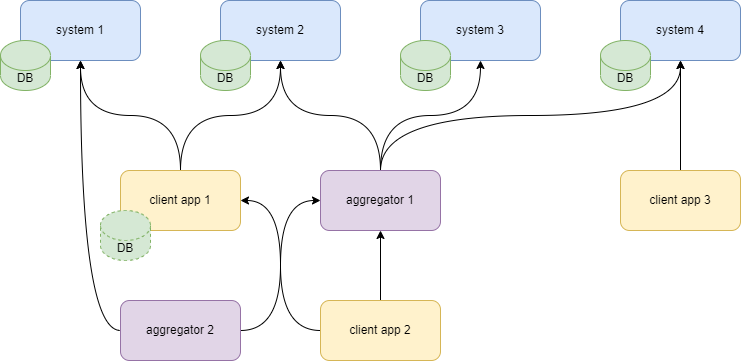 system 1
system 2
system 3
system 4
DB
DB
DB
DB
client app 1
aggregator 1
client app 3
DB
aggregator 2
client app 2